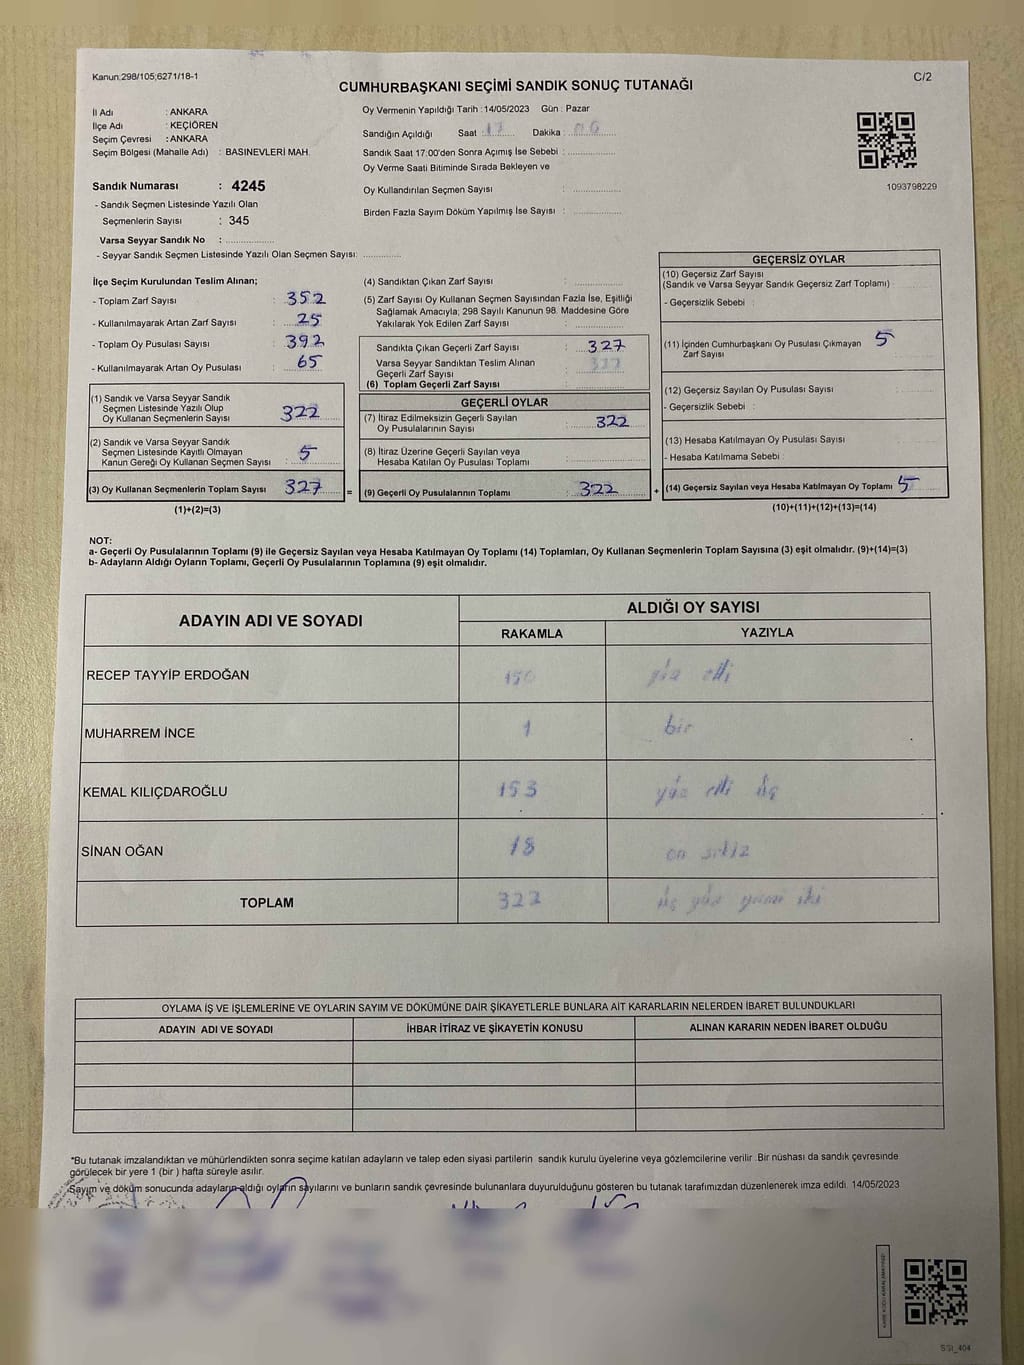 Kanun:298/105;6271/18-1
C/2
CUMHURBAŞKANI SEÇİMİ SANDIK SONUÇ TUTANAĞI
İl Adı : ANKARA
İlçe Adı : KEÇİÖREN
Seçim Çevresi : ANKARA
Seçim Bölgesi (Mahalle Adı) : BASINEVLERİ MAH.
Sandık Numarası : 4245
- Sandık Seçmen Listesinde Yazılı Olan
Seçmenlerin Sayısı : 345
Varsa Seyyar Sandık No :
- Seyyar Sandık Seçmen Listesinde Yazılı Olan Seçmen Sayısı:
Oy Vermenin Yapıldığı Tarih : 14/05/2023 Gün : Pazar
Sandığın Açıldığı Saat : 17 Dakika : 06
Sandık Saat 17:00'den Sonra Açımış İse Sebebi :
Oy Verme Saati Bitiminde Sırada Bekleyen ve
Oy Kullandırılan Seçmen Sayısı :
Birden Fazla Sayım Döküm Yapılmış İse Sayısı :
1093798229
İlçe Seçim Kurulundan Teslim Alınan;
- Toplam Zarf Sayısı : 352
- Kullanılmayarak Artan Zarf Sayısı : 25
- Toplam Oy Pusulası Sayısı : 392
- Kullanılmayarak Artan Oy Pusulası : 65
(1) Sandık ve Varsa Seyyar Sandık
Seçmen Listesinde Yazılı Olup
Oy Kullanan Seçmenlerin Sayısı 322
(2) Sandık ve Varsa Seyyar Sandık
Seçmen Listesinde Kayıtlı Olmayan
Kanun Gereği Oy Kullanan Seçmen Sayısı : 5
(3) Oy Kullanan Seçmenlerin Toplam Sayısı 327 =
(1)+(2)=(3)
(4) Sandıktan Çıkan Zarf Sayısı :
(5) Zarf Sayısı Oy Kullanan Seçmen Sayısından Fazla İse, Eşitliği
Sağlamak Amacıyla; 298 Sayılı Kanunun 98. Maddesine Göre
Yakılarak Yok Edilen Zarf Sayısı :
Sandıkta Çıkan Geçerli Zarf Sayısı : 327
Varsa Seyyar Sandıktan Teslim Alınan
Geçerli Zarf Sayısı
(6) Toplam Geçerli Zarf Sayısı
GEÇERLİ OYLAR
(7) İtiraz Edilmeksizin Geçerli Sayılan
Oy Pusulalarının Sayısı : 322
(8) İtiraz Üzerine Geçerli Sayılan veya
Hesaba Katılan Oy Pusulası Toplamı
(9) Geçerli Oy Pusulalarının Toplamı : 322 +
GEÇERSİZ OYLAR
(10) Geçersiz Zarf Sayısı
(Sandık ve Varsa Seyyar Sandık Geçersiz Zarf Toplamı)
- Geçersizlik Sebebi :
(11) İçinden Cumhurbaşkanı Oy Pusulası Çıkmayan 5
Zarf Sayısı
(12) Geçersiz Sayılan Oy Pusulası Sayısı
- Geçersizlik Sebebi :
(13) Hesaba Katılmayan Oy Pusulası Sayısı
- Hesaba Katılmama Sebebi :
(14) Geçersiz Sayılan veya Hesaba Katılmayan Oy Toplamı 5
(10)+(11)+(12)+(13)=(14)
NOT:
a- Geçerli Oy Pusulalarının Toplamı (9) ile Geçersiz Sayılan veya Hesaba Katılmayan Oy Toplamı (14) Toplamları, Oy Kullanan Seçmenlerin Toplam Sayısına (3) eşit olmalıdır. (9)+(14)=(3)
b- Adayların Aldığı Oyların Toplamı, Geçerli Oy Pusulalarının Toplamına (9) eşit olmalıdır.
ADAYIN ADI VE SOYADI
ALDIĞI OY SAYISI
RAKAMLA YAZIYLA
RECEP TAYYİP ERDOĞAN 150 yüz elli
MUHARREM İNCE 1 bir
KEMAL KILIÇDAROĞLU 153 yüz elli üç
SİNAN OĞAN 18 on sekiz
TOPLAM 322 üç yüz yirmi iki
OYLAMA İŞ VE İŞLEMLERİNE VE OYLARIN SAYIM VE DÖKÜMÜNE DAİR ŞİKAYETLERLE BUNLARA AİT KARARLARIN NELERDEN İBARET BULUNDUKLARI
ADAYIN ADI VE SOYADI İHBAR İTİRAZ VE ŞİKAYETİN KONUSU ALINAN KARARIN NEDEN İBARET OLDUĞU
*Bu tutanak imzalandıktan ve mühürlendikten sonra seçime katılan adayların ve talep eden siyasi partilerin sandık kurulu üyelerine veya gözlemcilerine verilir .Bir nüshası da sandık çevresinde
görülecek bir yere 1 (bir ) hafta süreyle asılır.
Sayım ve döküm sonucunda adayların aldığı oyların sayılarını ve bunların sandık çevresinde bulunanlara duyurulduğunu gösteren bu tutanak tarafımızdan düzenlenerek imza edildi. 14/05/2023